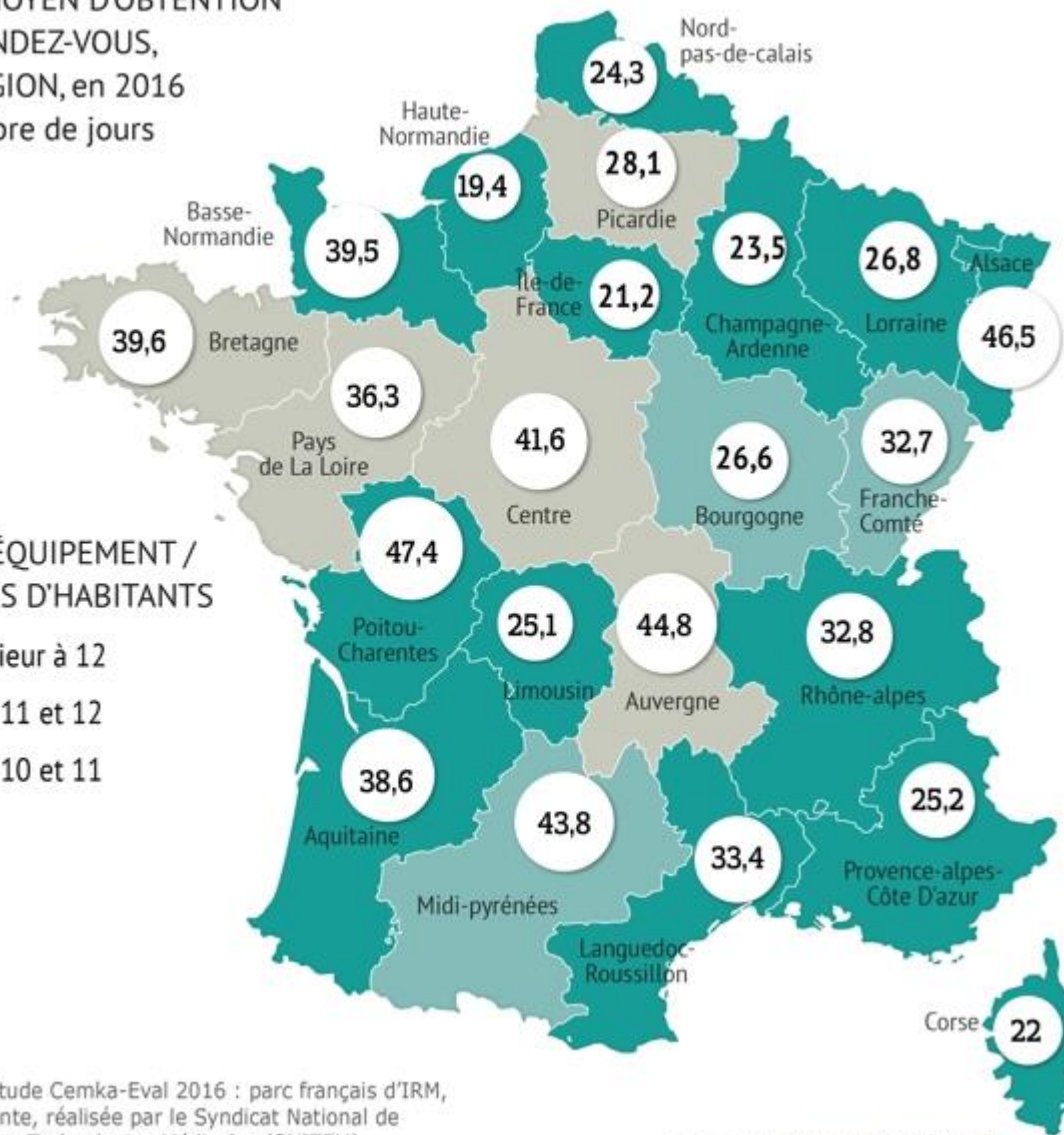 MOYEN D'OBTENTION
NDEZ-VOUS,
GION, en 2016
bre de jours
Nord-
pas-de-calais
24,3
Haute-
Normandie
19,4
28,1
Picardie
Basse-
Normandie
39,5
Île-de-
France
21,2
23,5
Champagne-
Ardenne
26,8
Lorraine
Alsace
46,5
39,6
Bretagne
36,3
Pays
de La Loire
41,6
Centre
26,6
Bourgogne
32,7
Franche-
Comté
47,4
Poitou-
Charentes
25,1
Limousin
44,8
Auvergne
32,8
Rhône-alpes
ÉQUIPEMENT /
S D'HABITANTS
ieur à 12
11 et 12
10 et 11
38,6
Aquitaine
43,8
Midi-pyrénées
33,4
Languedoc-
Roussillon
25,2
Provence-alpes-
Côte D'azur
Corse
22
tude Cemka-Eval 2016 : parc français d'IRM,
nte, réalisée par le Syndicat National de